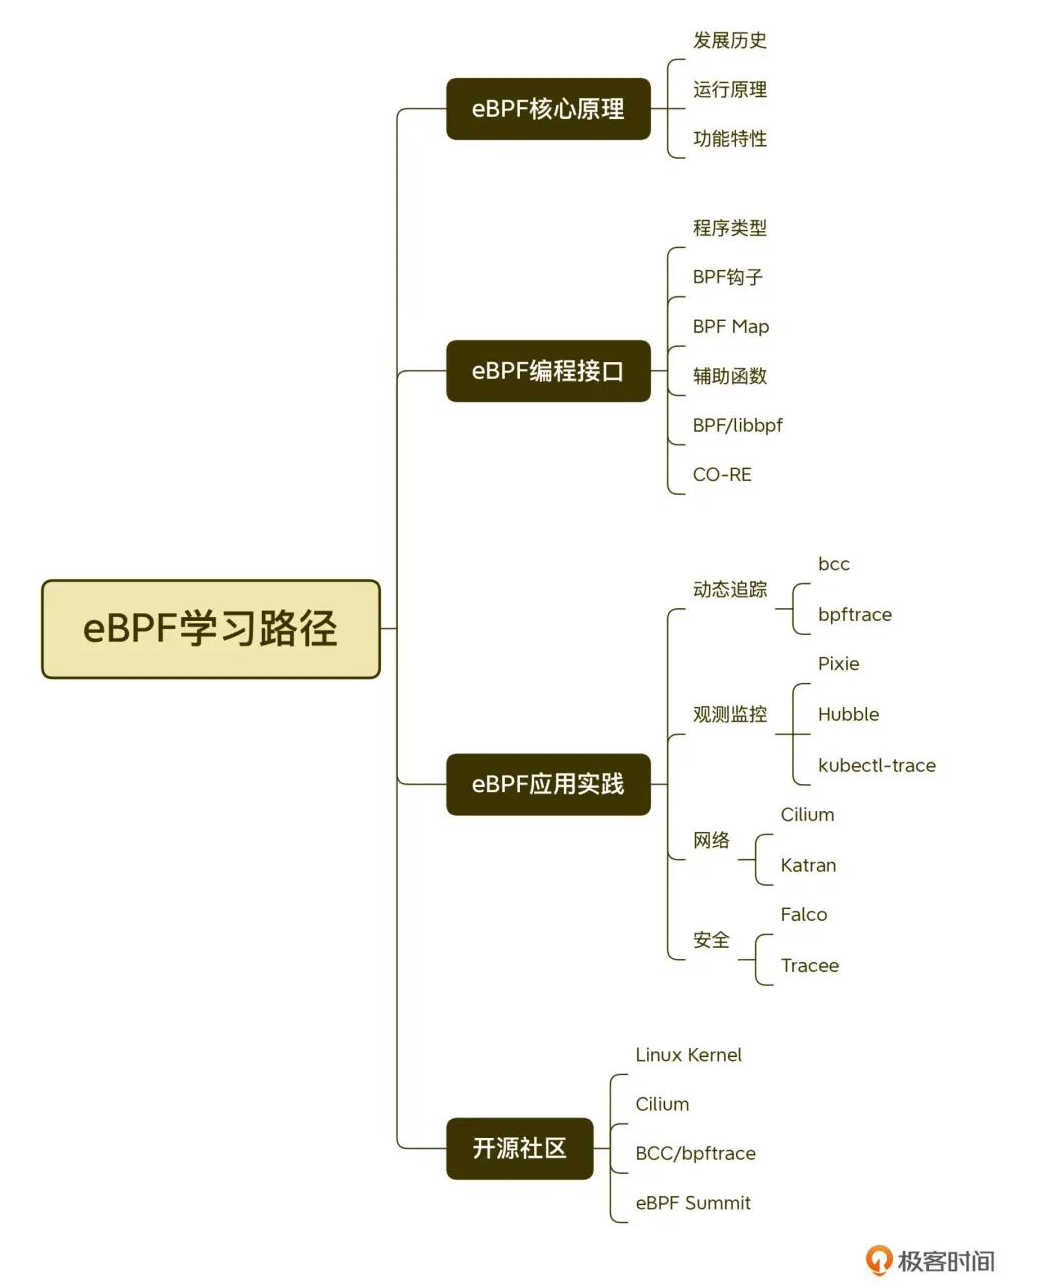 eBPF学习路径
eBPF核心原理
发展历史
运行原理
功能特性
eBPF编程接口
程序类型
BPF钩子
BPF Map
辅助函数
BPF/libbpf
CO-RE
eBPF应用实践
动态追踪
bcc
bpftrace
观测监控
Pixie
Hubble
kubectl-trace
网络
Cilium
Katran
安全
Falco
Tracee
开源社区
Linux Kernel
Cilium
BCC/bpftrace
eBPF Summit
极客时间